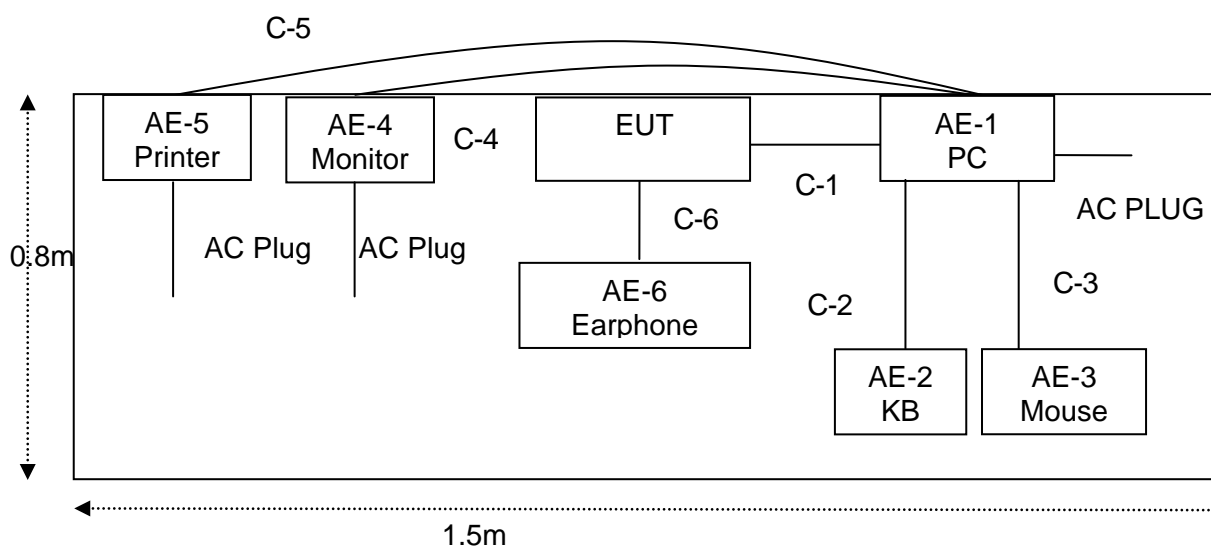 C-5
AE-5
Printer
AE-4
Monitor
C-4
EUT
AE-1
PC
C-1
AC PLUG
C-6
0.8m
AC Plug
AC Plug
AE-6
Earphone
C-2
C-3
AE-2
KB
AE-3
Mouse
1.5m